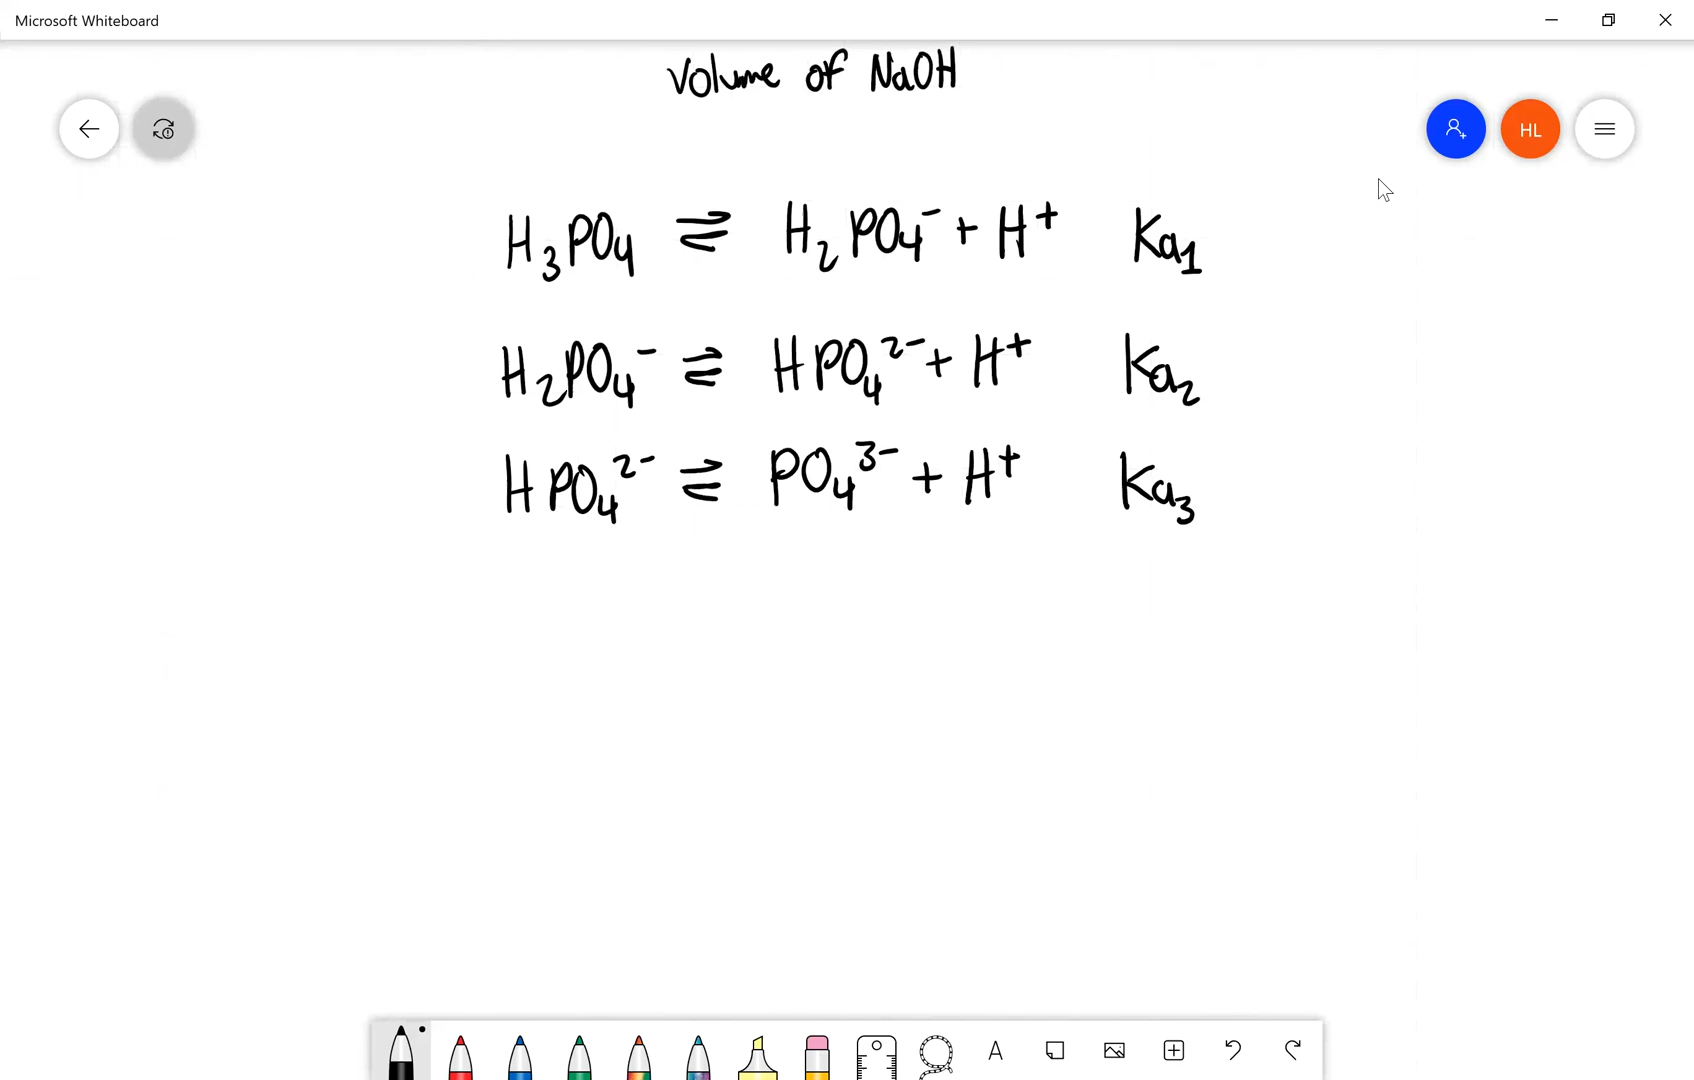 Microsoft Whiteboard
volume of NaOH
HL
H₃PO₄ ⇌ H₂PO₄⁻ + H⁺ Ka₁
H₂PO₄⁻ ⇌ HPO₄²⁻ + H⁺ Ka₂
HPO₄²⁻ ⇌ PO₄³⁻ + H⁺ Ka₃
A